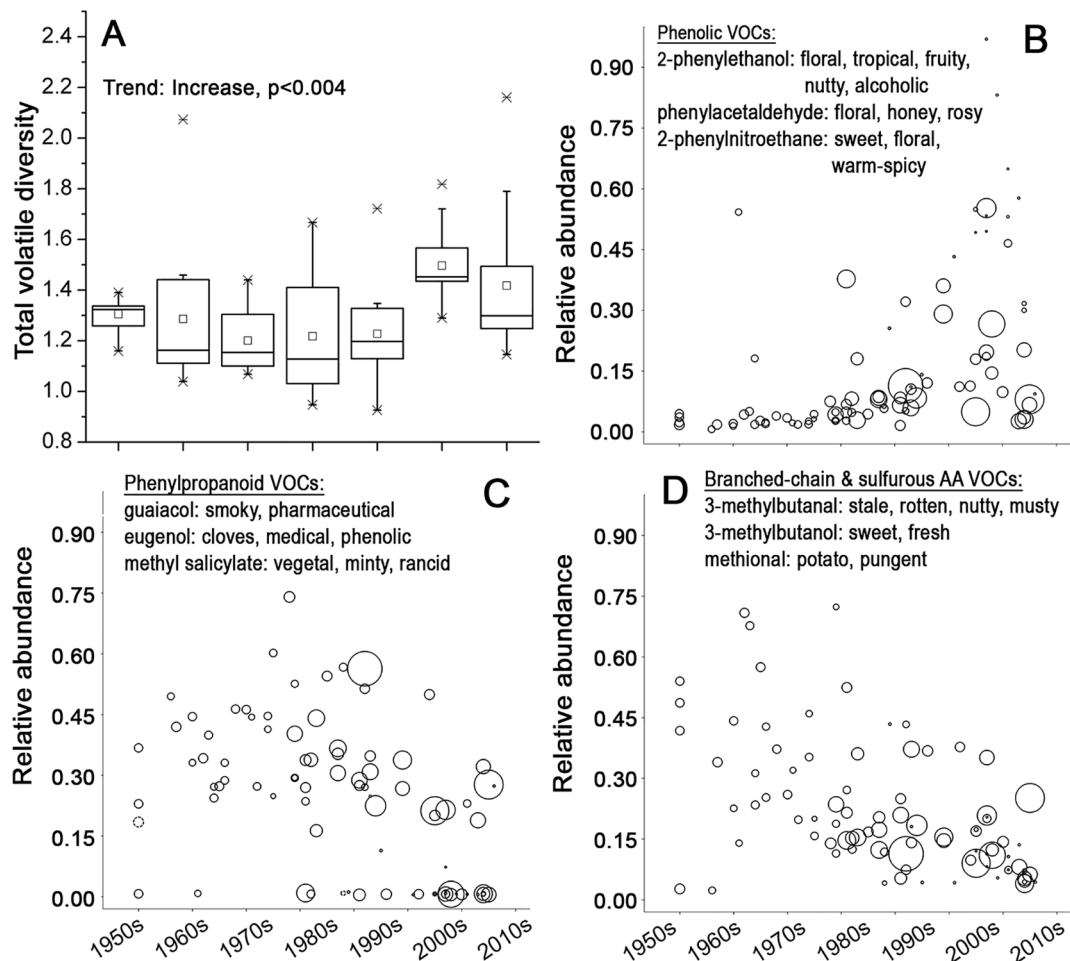 A
Trend: Increase, p<0.004
Total volatile diversity
2.4
2.2
2.0
1.8
1.6
1.4
1.2
1.0
0.8
B
Phenolic VOCs:
2-phenylethanol: floral, tropical, fruity,
nutty, alcoholic
phenylacetaldehyde: floral, honey, rosy
2-phenylnitroethane: sweet, floral,
warm-spicy
Relative abundance
0.90
0.75
0.60
0.45
0.30
0.15
0.00
C
Phenylpropanoid VOCs:
guaiacol: smoky, pharmaceutical
eugenol: cloves, medical, phenolic
methyl salicylate: vegetal, minty, rancid
Relative abundance
0.90
0.75
0.60
0.45
0.30
0.15
0.00
1950s
1960s
1970s
1980s
1990s
2000s
2010s
D
Branched-chain & sulfurous AA VOCs:
3-methylbutanal: stale, rotten, nutty, musty
3-methylbutanol: sweet, fresh
methional: potato, pungent
Relative abundance
0.90
0.75
0.60
0.45
0.30
0.15
0.00
1950s
1960s
1970s
1980s
1990s
2000s
2010s